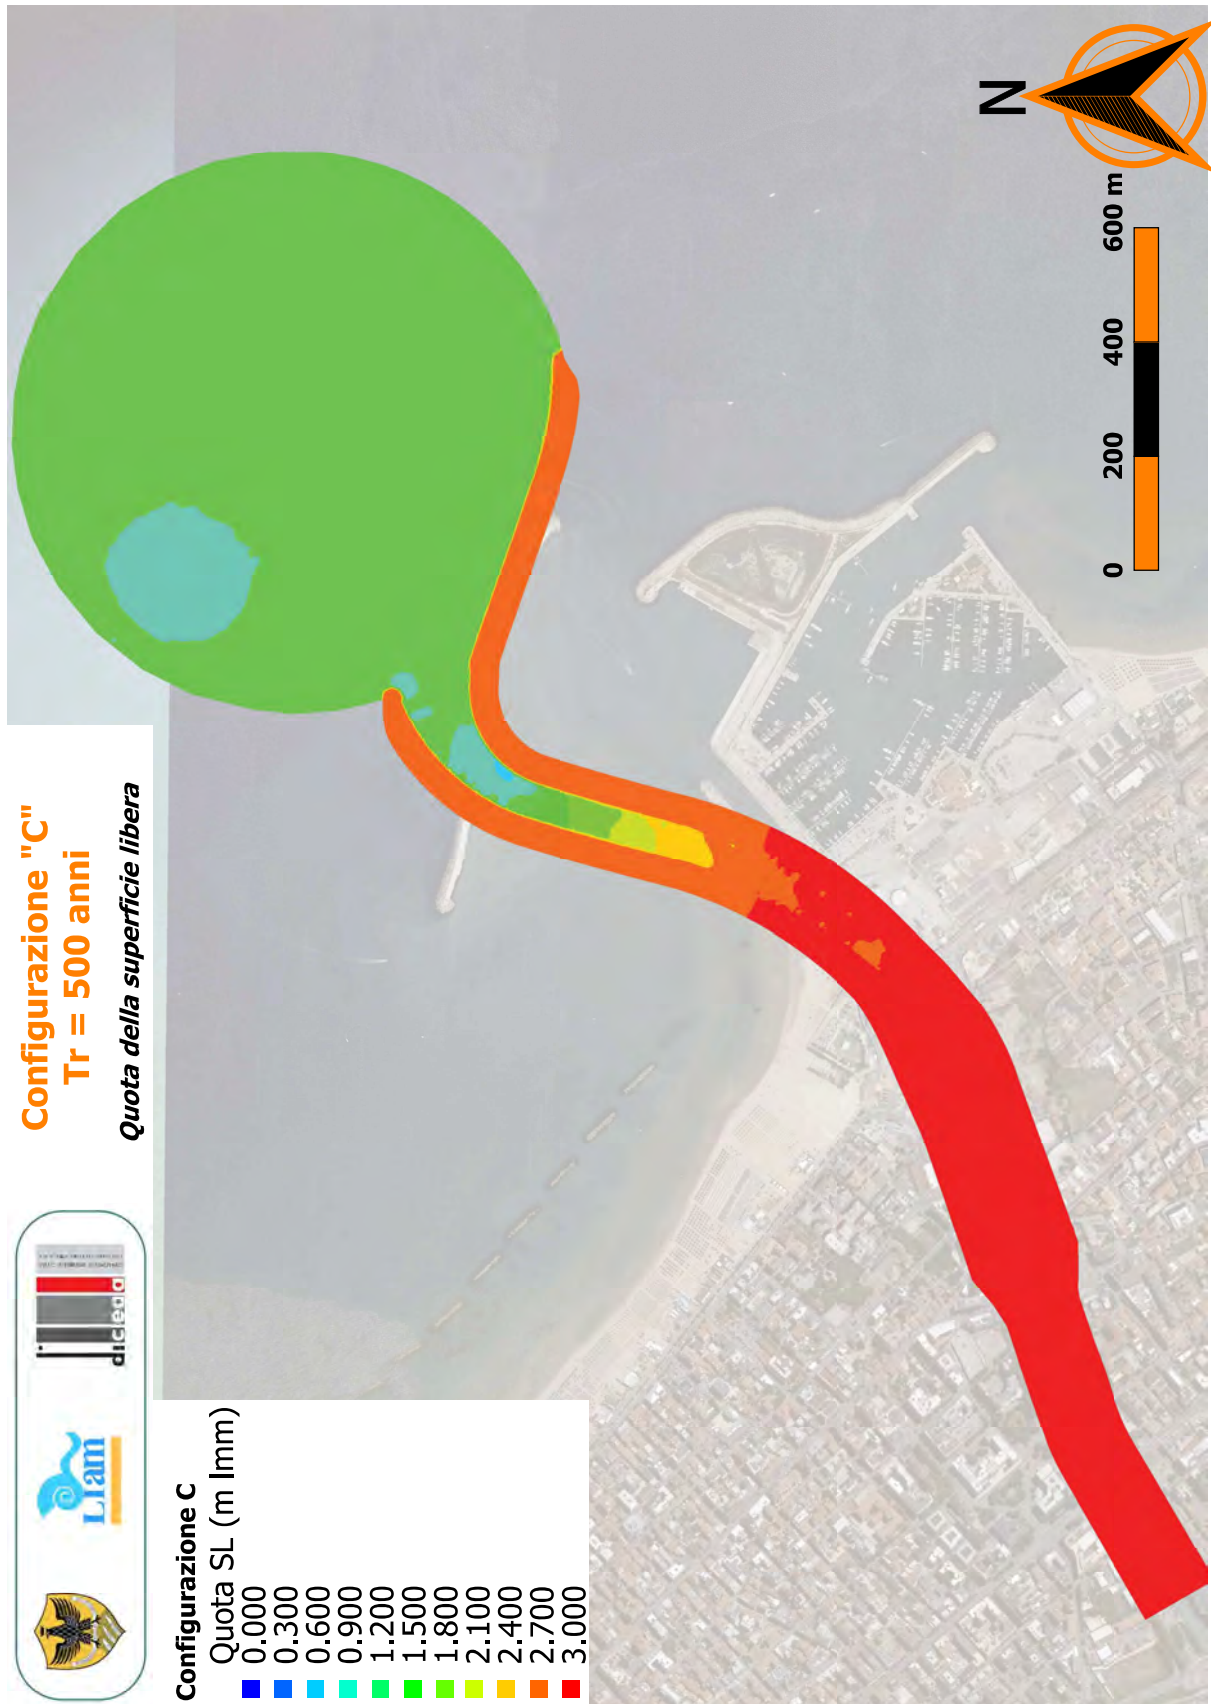 Configurazione "C"
Tr = 500 anni
Quota della superficie libera
dicea
LIam
Configurazione C
Quota SL (m lmm)
0.000
0.300
0.600
0.900
1.200
1.500
1.800
2.100
2.400
2.700
3.000
N
0 200 400 600 m